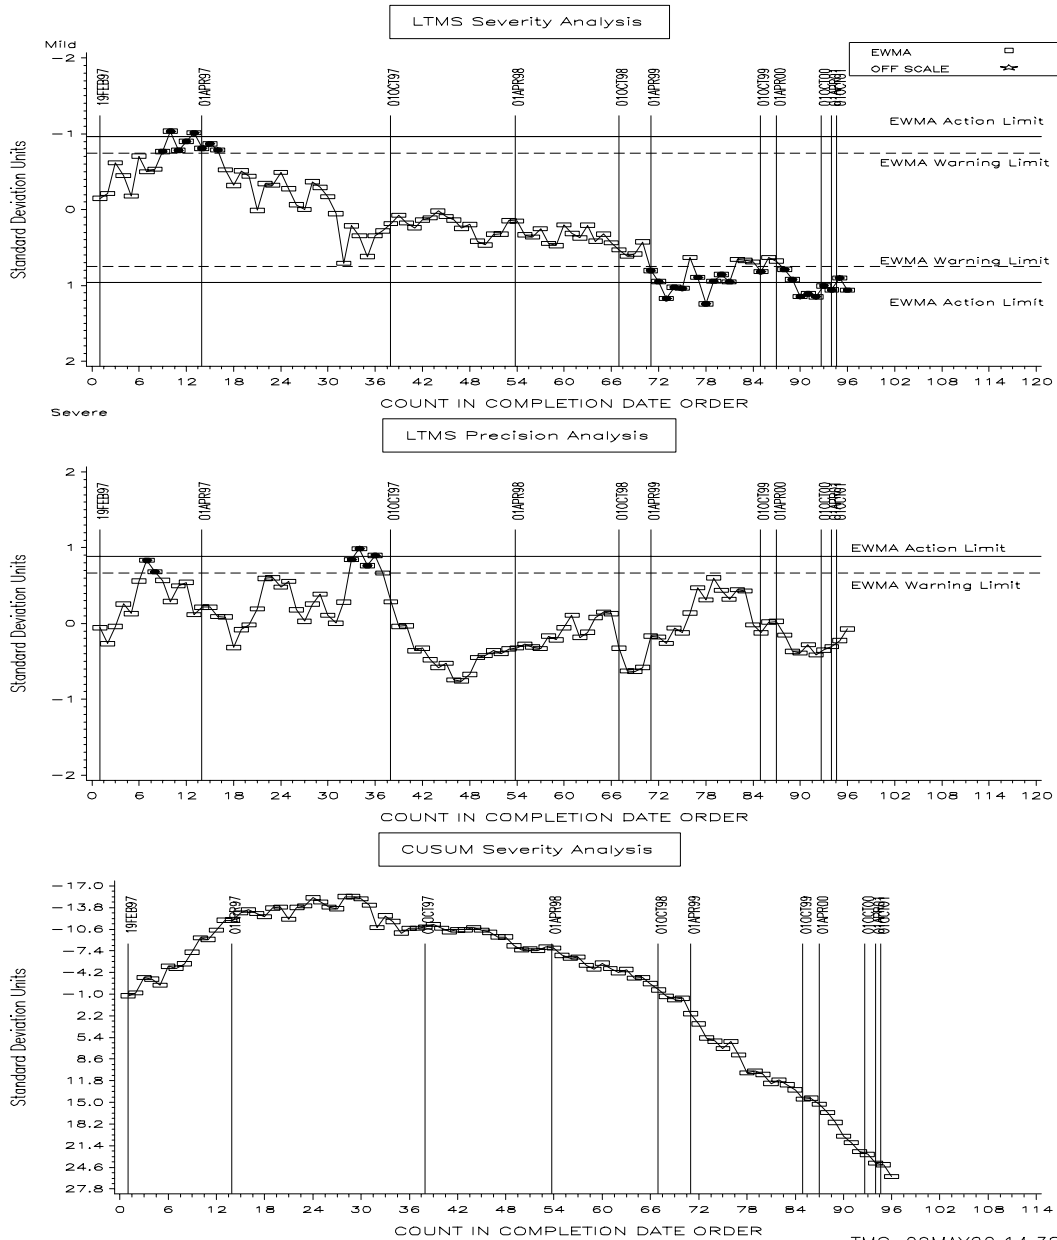 LTMS Severity Analysis
Mild
EWMA
OFF SCALE
Standard Deviation Units
-2
-1
0
1
2
19FEB97
01APR97
01OCT97
01APR98
01OCT98
01APR99
01OCT99
01APR00
01OCT00
01OCT01
EWMA Action Limit
EWMA Warning Limit
EWMA Warning Limit
EWMA Action Limit
0 6 12 18 24 30 36 42 48 54 60 66 72 78 84 90 96 102 108 114 120
COUNT IN COMPLETION DATE ORDER
Severe
LTMS Precision Analysis
Standard Deviation Units
2
1
0
-1
-2
19FEB97
01APR97
01OCT97
01APR98
01OCT98
01APR99
01OCT99
01APR00
01OCT00
01OCT01
EWMA Action Limit
EWMA Warning Limit
0 6 12 18 24 30 36 42 48 54 60 66 72 78 84 90 96 102 108 114 120
COUNT IN COMPLETION DATE ORDER
CUSUM Severity Analysis
Standard Deviation Units
-17.0
-13.8
-10.6
-7.4
-4.2
-1.0
2.2
5.4
8.6
11.8
15.0
18.2
21.4
24.6
27.8
19FEB97
01APR97
01OCT97
01APR98
01OCT98
01APR99
01OCT99
01APR00
01OCT00
01OCT01
0 6 12 18 24 30 36 42 48 54 60 66 72 78 84 90 96 102 108 114
COUNT IN COMPLETION DATE ORDER